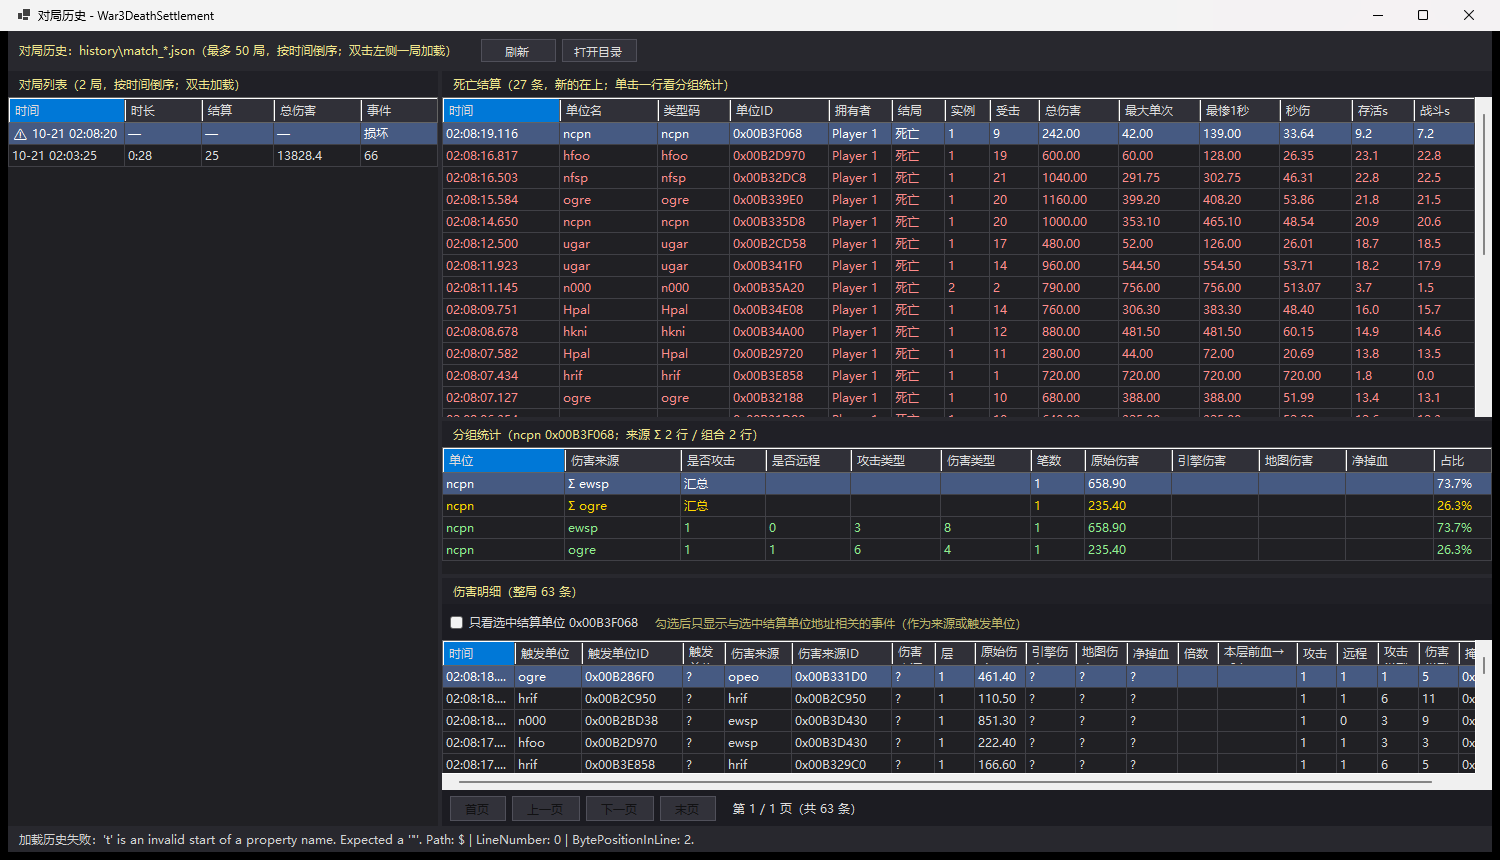 对局历史 - War3DeathSettlement
对局历史：history\match_*.json（最多 50 局，按时间倒序；双击左侧一局加载） 刷新 打开目录
对局列表（2 局，按时间倒序；双击加载）
时间 时长 结算 总伤害 事件
⚠ 10-21 02:08:20 — — — 损坏
10-21 02:03:25 0:28 25 13828.4 66
死亡结算（27 条，新的在上；单击一行看分组统计）
时间 单位名 类型码 单位ID 拥有者 结局 实例 受击 总伤害 最大单次 最惨1秒 秒伤 存活s 战斗s
02:08:19.116 ncpn ncpn 0x00B3F068 Player 1 死亡 1 9 242.00 42.00 139.00 33.64 9.2 7.2
02:08:16.817 hfoo hfoo 0x00B2D970 Player 1 死亡 1 19 600.00 60.00 128.00 26.35 23.1 22.8
02:08:16.503 nfsp nfsp 0x00B32DC8 Player 1 死亡 1 21 1040.00 291.75 302.75 46.31 22.8 22.5
02:08:15.584 ogre ogre 0x00B339E0 Player 1 死亡 1 20 1160.00 399.20 408.20 53.86 21.8 21.5
02:08:14.650 ncpn ncpn 0x00B335D8 Player 1 死亡 1 20 1000.00 353.10 465.10 48.54 20.9 20.6
02:08:12.500 ugar ugar 0x00B2CD58 Player 1 死亡 1 17 480.00 52.00 126.00 26.01 18.7 18.5
02:08:11.923 ugar ugar 0x00B341F0 Player 1 死亡 1 14 960.00 544.50 554.50 53.71 18.2 17.9
02:08:11.145 n000 n000 0x00B35A20 Player 1 死亡 2 2 790.00 756.00 756.00 513.07 3.7 1.5
02:08:09.751 Hpal Hpal 0x00B34E08 Player 1 死亡 1 14 760.00 306.30 383.30 48.40 16.0 15.7
02:08:08.678 hkni hkni 0x00B34A00 Player 1 死亡 1 12 880.00 481.50 481.50 60.15 14.9 14.6
02:08:07.582 Hpal Hpal 0x00B29720 Player 1 死亡 1 11 280.00 44.00 72.00 20.69 13.8 13.5
02:08:07.434 hrif hrif 0x00B3E858 Player 1 死亡 1 1 720.00 720.00 720.00 720.00 1.8 0.0
02:08:07.127 ogre ogre 0x00B32188 Player 1 死亡 1 10 680.00 388.00 388.00 51.99 13.4 13.1
分组统计（ncpn 0x00B3F068；来源 Σ 2 行 / 组合 2 行）
单位 伤害来源 是否攻击 是否远程 攻击类型 伤害类型 笔数 原始伤害 引擎伤害 地图伤害 净掉血 占比
ncpn Σ ewsp 汇总 1 658.90 73.7%
ncpn Σ ogre 汇总 1 235.40 26.3%
ncpn ewsp 1 0 3 8 1 658.90 73.7%
ncpn ogre 1 1 6 4 1 235.40 26.3%
伤害明细（整局 63 条）
只看选中结算单位 0x00B3F068 勾选后只显示与选中结算单位地址相关的事件（作为来源或触发单位）
时间 触发单位 触发单位ID 触发 伤害来源 伤害来源ID 伤害 层 原始伤 引擎伤 地图伤 净掉血 倍数 本层前血→ 攻击 远程 攻击 伤害
02:08:18.... ogre 0x00B286F0 ? opeo 0x00B331D0 ? 1 461.40 ? ? ? 1 1 1 5 0x
02:08:18.... hrif 0x00B2C950 ? hrif 0x00B2C950 ? 1 110.50 ? ? ? 1 1 6 11 0x
02:08:18.... n000 0x00B2BD38 ? ewsp 0x00B3D430 ? 1 851.30 ? ? ? 1 0 3 9 0x
02:08:17.... hfoo 0x00B2D970 ? ewsp 0x00B3D430 ? 1 222.40 ? ? ? 1 1 3 3 0x
02:08:17.... hrif 0x00B3E858 ? hrif 0x00B329C0 ? 1 166.60 ? ? ? 1 1 6 5 0x
首页 上一页 下一页 末页 第 1 / 1 页（共 63 条）
加载历史失败：'t' is an invalid start of a property name. Expected a '"'. Path: $ | LineNumber: 0 | BytePositionInLine: 2.